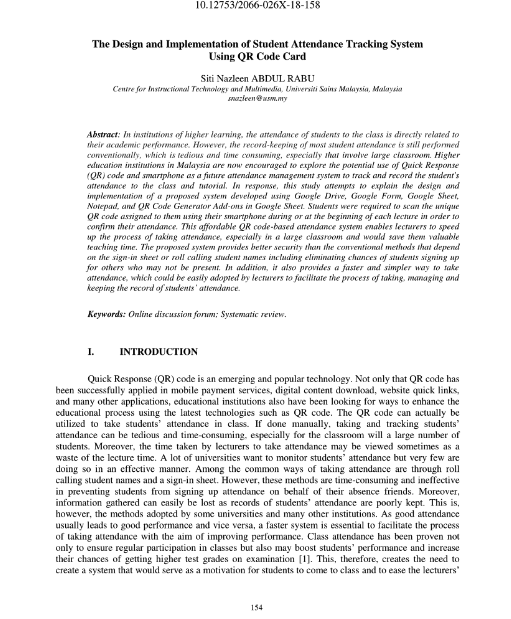 10.12753/2066-026X-18-158
The Design and Implementation of Student Attendance Tracking System
Using QR Code Card
Siti Nazleen ABDUL RABU
Centre for Instructional Technology and Multimedia, Universiti Sains Malaysia, Malaysia
snazleen@usm.my
Abstract: In institutions of higher learning, the attendance of students to the class is directly related to
their academic performance. However, the record-keeping of most student attendance is still performed
conventionally, which is tedious and time consuming, especially that involve large classroom. Higher
education institutions in Malaysia are now encouraged to explore the potential use of Quick Response
(QR) code and smartphone as a future attendance management system to track and record the student's
attendance to the class and tutorial. In response, this study attempts to explain the design and
implementation of a proposed system developed using Google Drive, Google Form, Google Sheet,
Notepad, and QR Code Generator Add-ons in Google Sheet. Students were required to scan the unique
QR code assigned to them using their smartphone during or at the beginning of each lecture in order to
confirm their attendance. This affordable QR code-based attendance system enables lecturers to speed
up the process of taking attendance, especially in a large classroom and would save them valuable
teaching time. The proposed system provides better security than the conventional methods that depend
on the sign-in sheet or roll calling student names including eliminating chances of students signing up
for others who may not be present. In addition, it also provides a faster and simpler way to take
attendance, which could be easily adopted by lecturers to facilitate the process of taking, managing and
keeping the record of students' attendance.
Keywords: Online discussion forum; Systematic review.
I. INTRODUCTION
Quick Response (QR) code is an emerging and popular technology. Not only that QR code has
been successfully applied in mobile payment services, digital content download, website quick links,
and many other applications, educational institutions also have been looking for ways to enhance the
educational process using the latest technologies such as QR code. The QR code can actually be
utilized to take students' attendance in class. If done manually, taking and tracking students'
attendance can be tedious and time-consuming, especially for the classroom will a large number of
students. Moreover, the time taken by lecturers to take attendance may be viewed sometimes as a
waste of the lecture time. A lot of universities want to monitor students' attendance but very few are
doing so in an effective manner. Among the common ways of taking attendance are through roll
calling student names and a sign-in sheet. However, these methods are time-consuming and ineffective
in preventing students from signing up attendance on behalf of their absence friends. Moreover,
information gathered can easily be lost as records of students' attendance are poorly kept. This is,
however, the methods adopted by some universities and many other institutions. As good attendance
usually leads to good performance and vice versa, a faster system is essential to facilitate the process
of taking attendance with the aim of improving performance. Class attendance has been proven not
only to ensure regular participation in classes but also may boost students' performance and increase
their chances of getting higher test grades on examination [1]. This, therefore, creates the need to
create a system that would serve as a motivation for students to come to class and to ease the lecturers'
154